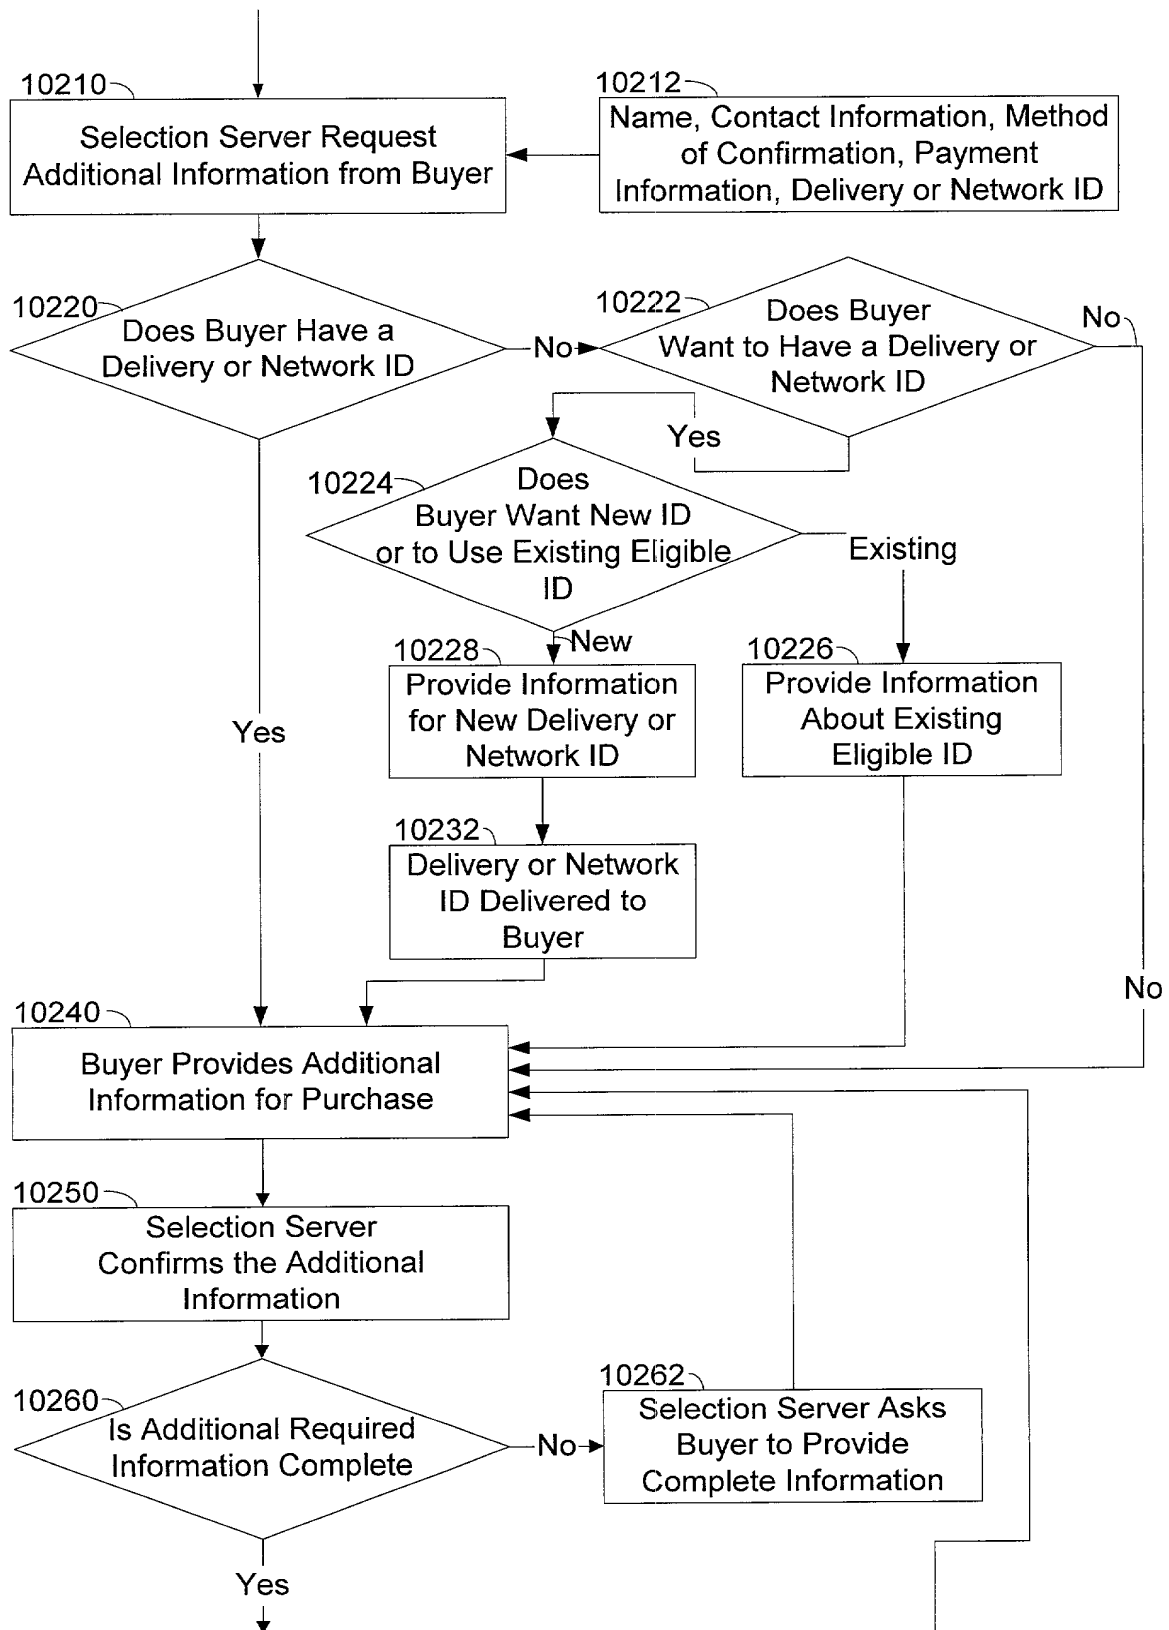 10210
Selection Server Request
Additional Information from Buyer
10212
Name, Contact Information, Method
of Confirmation, Payment
Information, Delivery or Network ID
10220
Does Buyer Have a
Delivery or Network ID
No
10222
Does Buyer
Want to Have a Delivery or
Network ID
No
Yes
10224
Does
Buyer Want New ID
or to Use Existing Eligible
ID
Existing
New
10228
Provide Information
for New Delivery or
Network ID
10226
Provide Information
About Existing
Eligible ID
Yes
10232
Delivery or Network
ID Delivered to
Buyer
No
10240
Buyer Provides Additional
Information for Purchase
10250
Selection Server
Confirms the Additional
Information
10260
Is Additional Required
Information Complete
No
10262
Selection Server Asks
Buyer to Provide
Complete Information
Yes